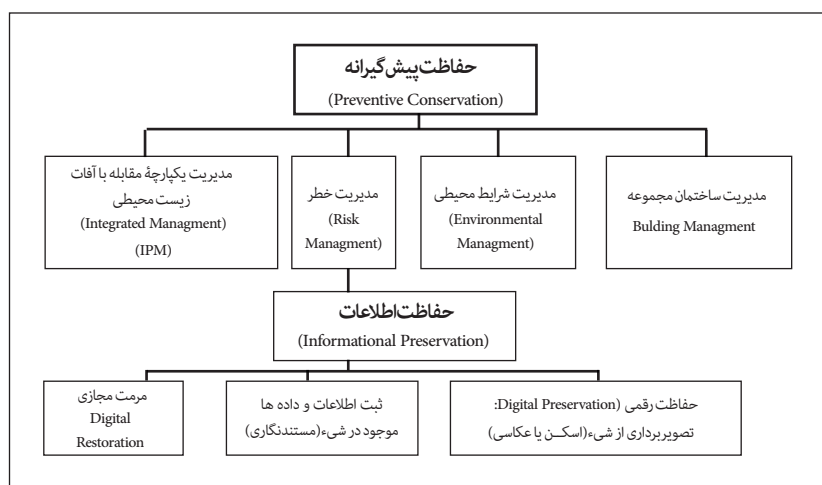 حفاظت پیش‌گیرانه
(Preventive Conservation)
مدیریت ساختمان مجموعه
Bulding Managment
مدیریت شرایط محیطی
(Environmental
Managment)
مدیریت خطر
(Risk
Managment)
مدیریت یکپارچهٔ مقابله با آفات
زیست محیطی
(Integrated Managment)
(IPM)
حفاظت اطلاعات
(Informational Preservation)
حفاظت رقمی (Digital Preservation:
تصویربرداری از شیء (اسکن یا عکاسی)
ثبت اطلاعات و داده ها
موجود در شیء (مستندنگاری)
مرمت مجازی
Digital
Restoration